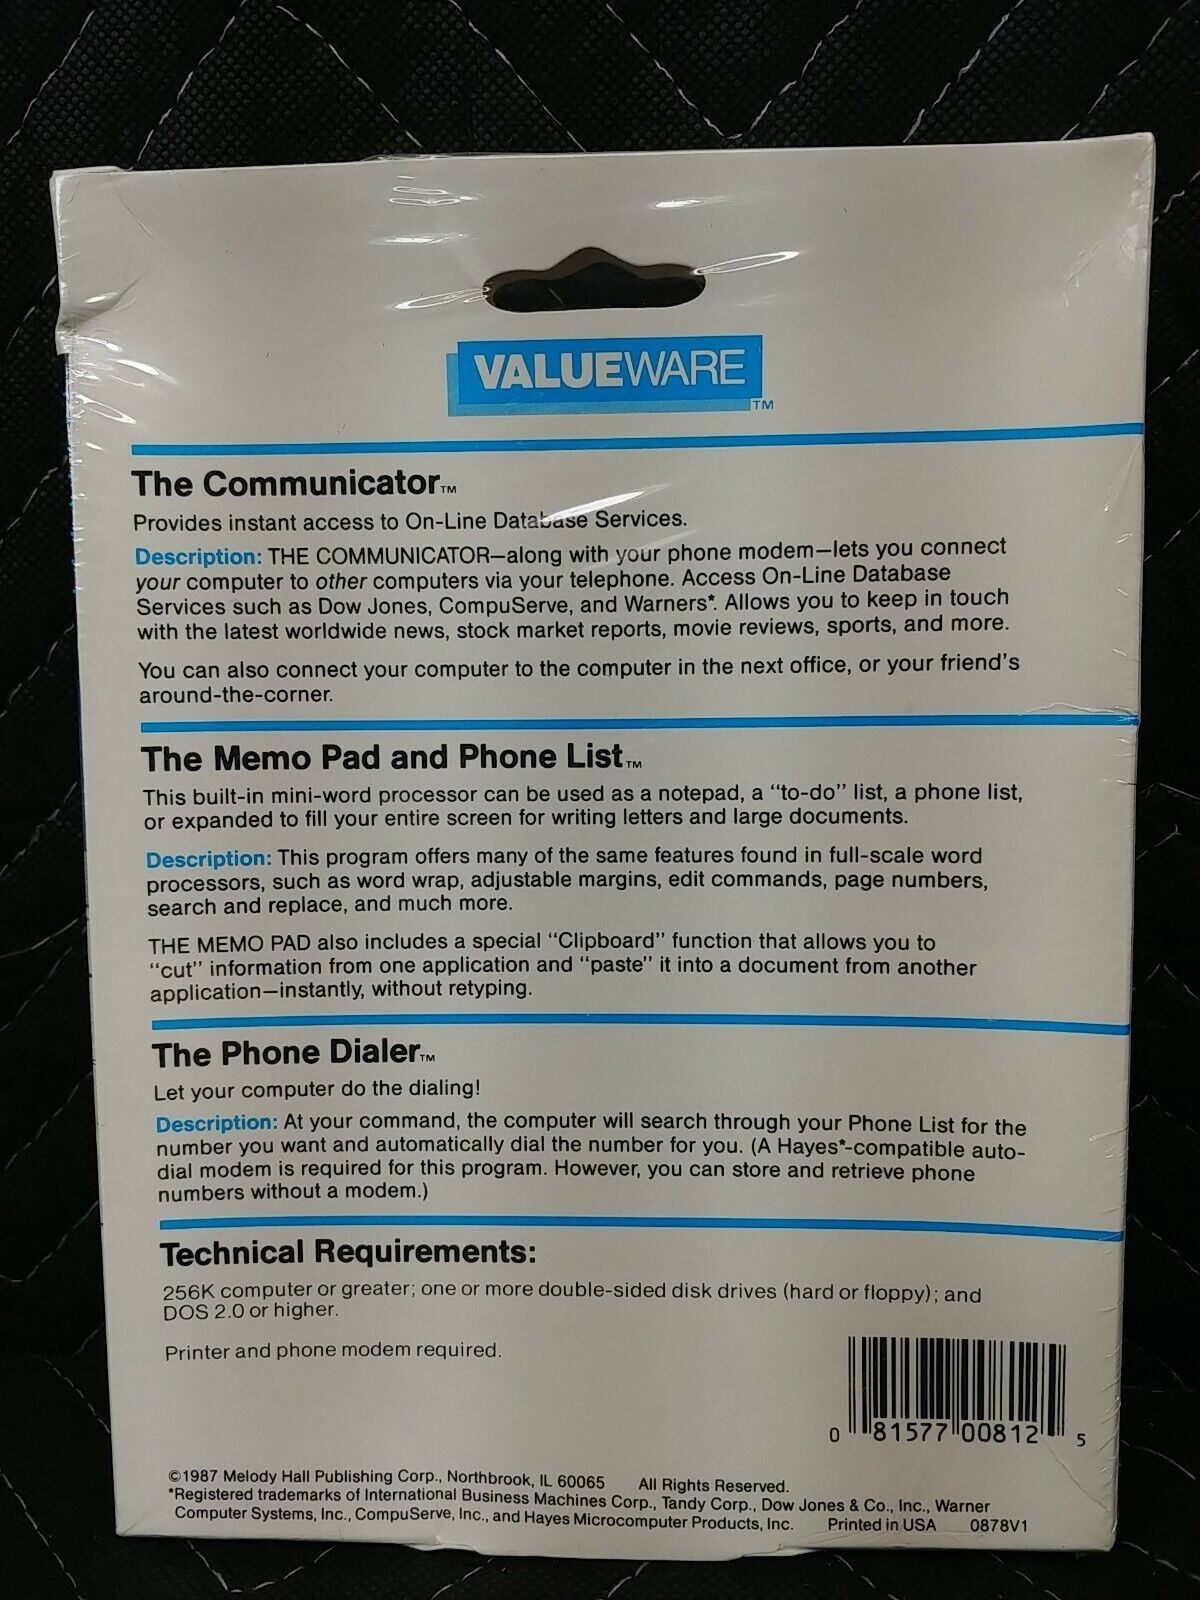 VALUEWARE TM
The Communicator TM
Provides instant access to On-Line Database Services.
Description: THE COMMUNICATOR—along with your phone modem—lets you connect
your computer to other computers via your telephone. Access On-Line Database
Services such as Dow Jones, CompuServe, and Warners*. Allows you to keep in touch
with the latest worldwide news, stock market reports, movie reviews, sports, and more.
You can also connect your computer to the computer in the next office, or your friend's
around-the-corner.
The Memo Pad and Phone List TM
This built-in mini-word processor can be used as a notepad, a "to-do" list, a phone list,
or expanded to fill your entire screen for writing letters and large documents.
Description: This program offers many of the same features found in full-scale word
processors, such as word wrap, adjustable margins, edit commands, page numbers,
search and replace, and much more.
THE MEMO PAD also includes a special "Clipboard" function that allows you to
"cut" information from one application and "paste" it into a document from another
application—instantly, without retyping.
The Phone Dialer TM
Let your computer do the dialing!
Description: At your command, the computer will search through your Phone List for the
number you want and automatically dial the number for you. (A Hayes*-compatible auto-
dial modem is required for this program. However, you can store and retrieve phone
numbers without a modem.)
Technical Requirements:
256K computer or greater; one or more double-sided disk drives (hard or floppy); and
DOS 2.0 or higher.
Printer and phone modem required.
0 81577 00812 5
©1987 Melody Hall Publishing Corp., Northbrook, IL 60065 All Rights Reserved.
*Registered trademarks of International Business Machines Corp., Tandy Corp., Dow Jones & Co., Inc., Warner
Computer Systems, Inc., CompuServe, Inc., and Hayes Microcomputer Products, Inc. Printed in USA 0878V1